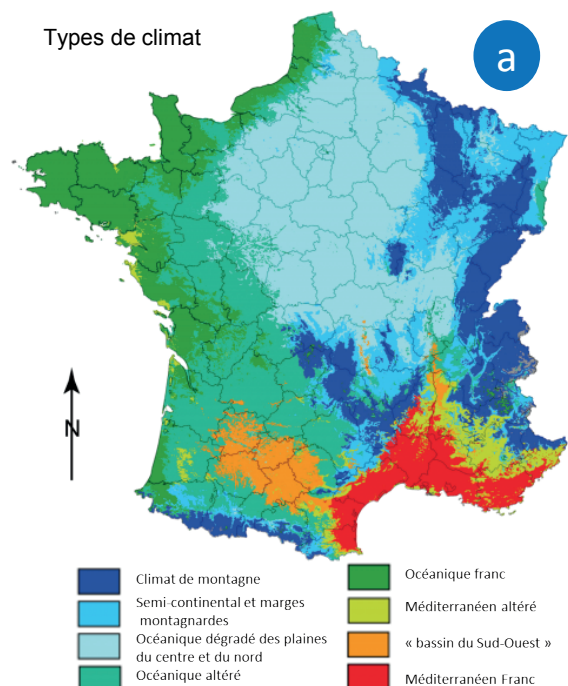 Types de climat
a
N
Climat de montagne
Semi-continental et marges
montagnardes
Océanique dégradé des plaines
du centre et du nord
Océanique altéré
Océanique franc
Méditerranéen altéré
« bassin du Sud-Ouest »
Méditerranéen Franc